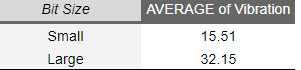 Bit Size AVERAGE of Vibration
Small 15.51
Large 32.15